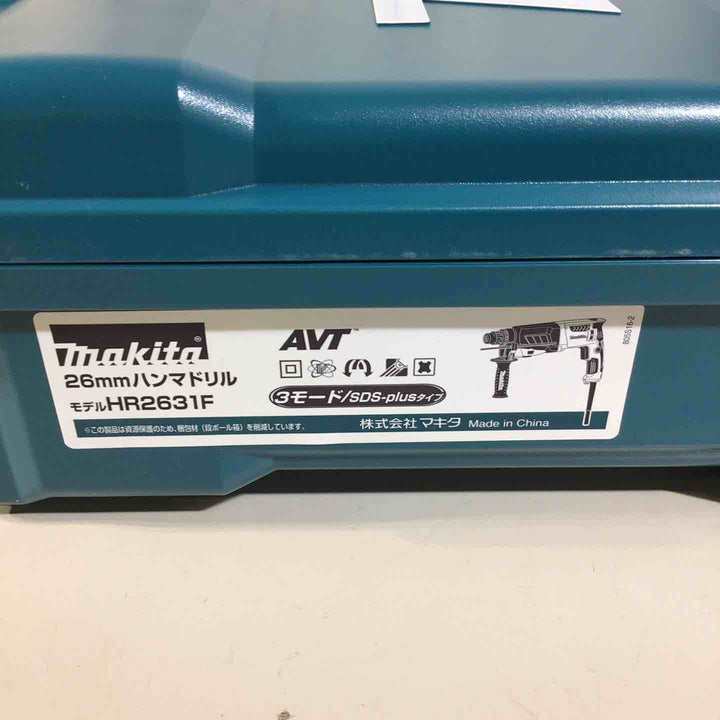 makita®
26mmハンマドリル
モデルHR2631F
※この製品は資源保護のため、梱包材（段ボール箱）を削減しています。
AVT™
3モード/SDS-plusタイプ
株式会社 マキタ Made in China
805S16-2